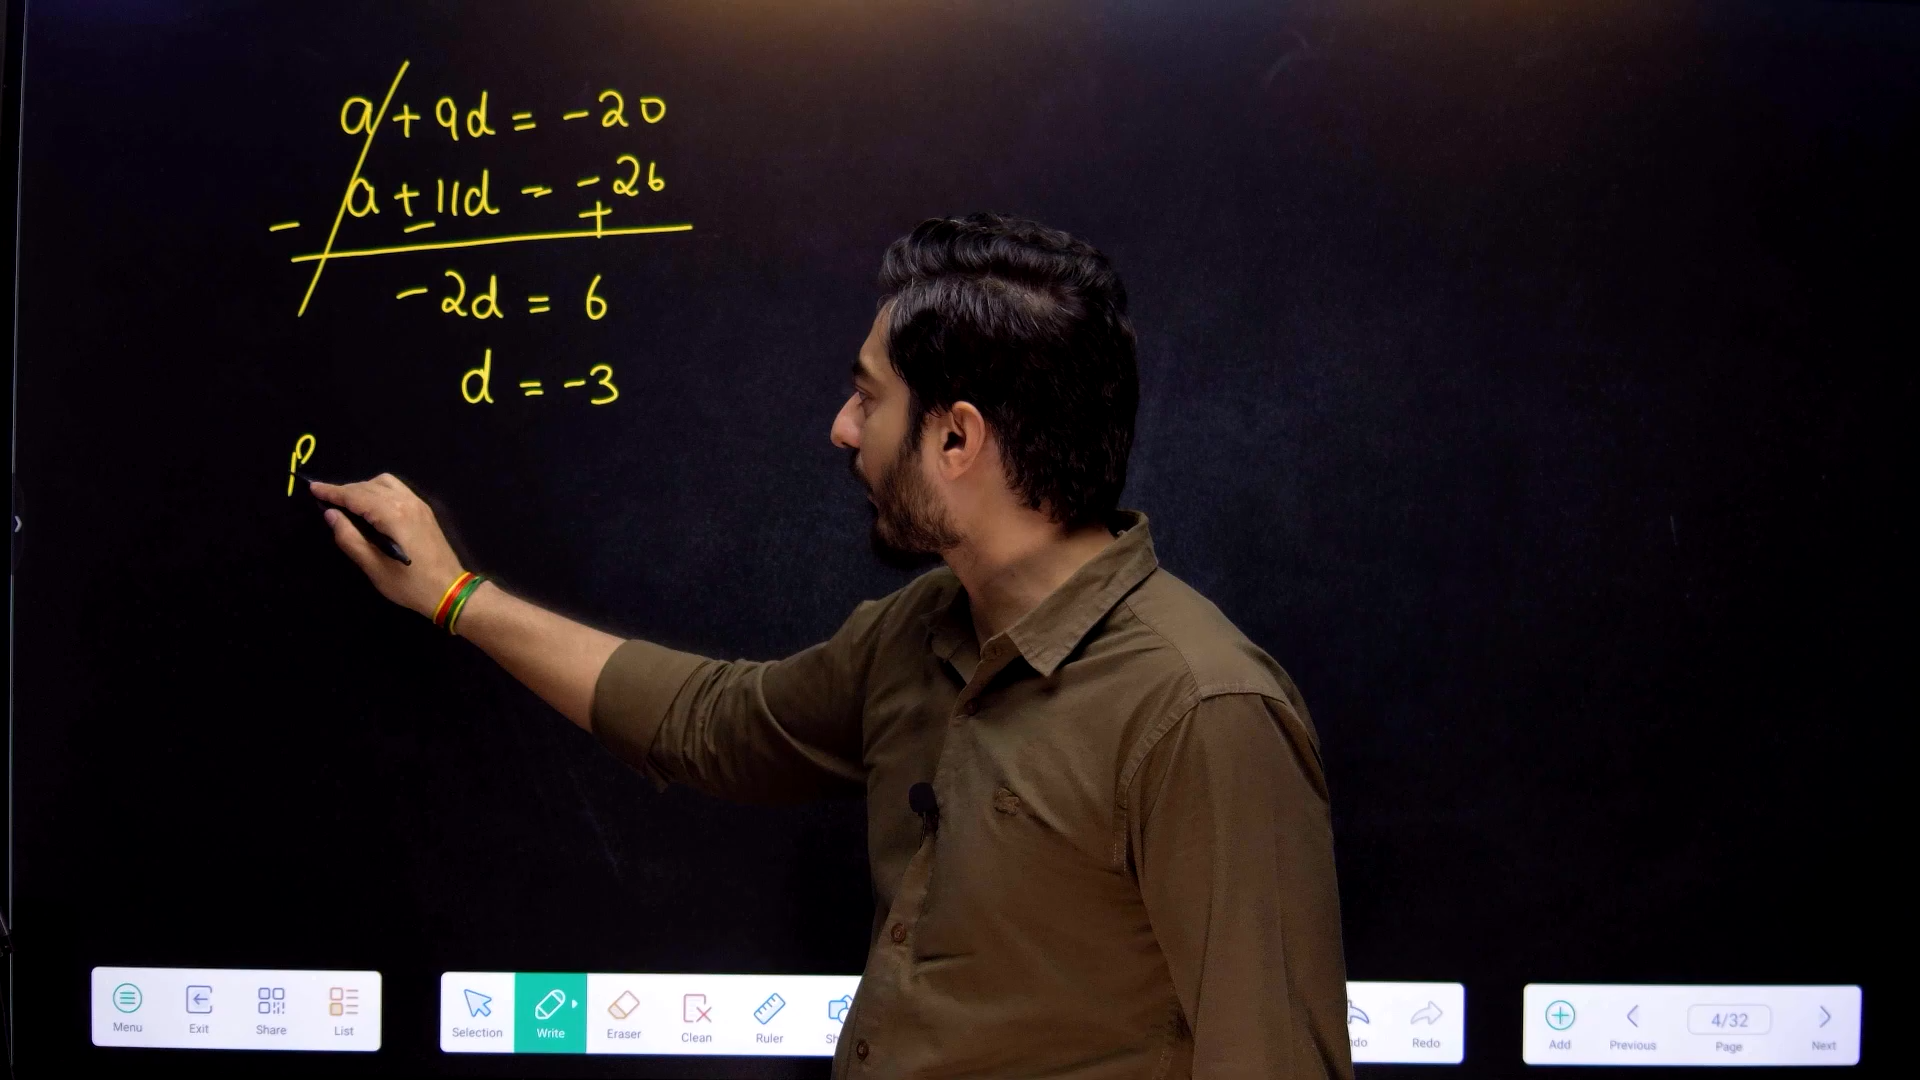 a + 9d = -20
a + 11d = -26
- - +
-2d = 6
d = -3
P
Menu Exit Share List
Selection Write Eraser Clean Ruler Redo
Add Previous 4/32 Page Next